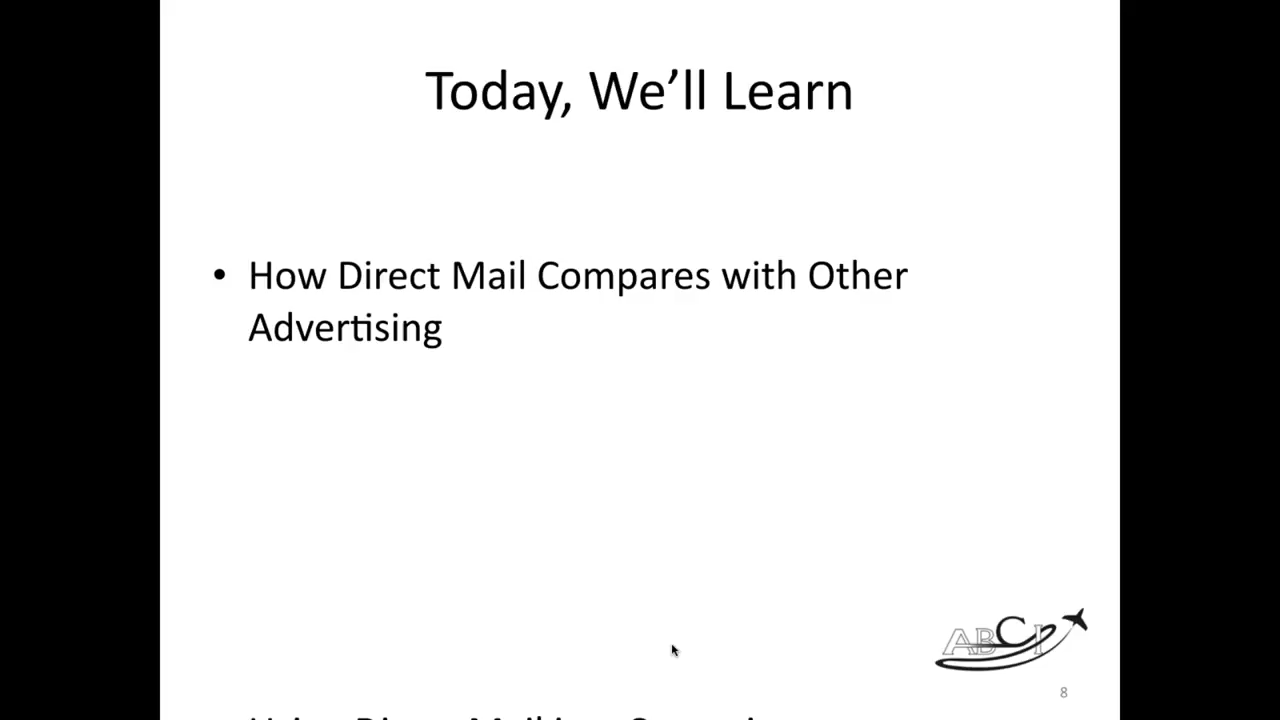 Today, We’ll Learn
• How Direct Mail Compares with Other
Advertising
ABCI
8